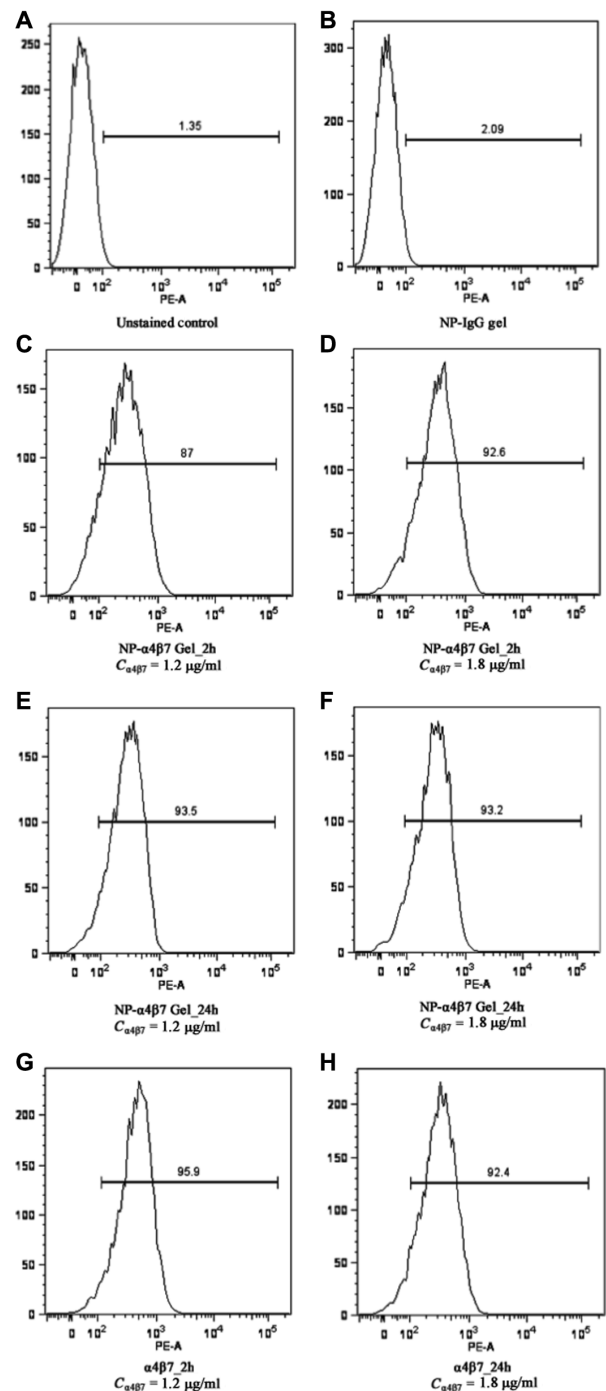 A
250
200
150
100
50
0
1.35
0 10² 10³ 10⁴ 10⁵
PE-A
Unstained control
B
300
200
100
0
2.09
0 10² 10³ 10⁴ 10⁵
PE-A
NP-IgG gel
C
150
100
50
0
87
0 10² 10³ 10⁴ 10⁵
PE-A
NP-α4β7 Gel_2h
Cα4β7 = 1.2 µg/ml
D
150
100
50
0
92.6
0 10² 10³ 10⁴ 10⁵
PE-A
NP-α4β7 Gel_2h
Cα4β7 = 1.8 µg/ml
E
150
100
50
0
93.5
0 10² 10³ 10⁴ 10⁵
PE-A
NP-α4β7 Gel_24h
Cα4β7 = 1.2 µg/ml
F
150
100
50
0
93.2
0 10² 10³ 10⁴ 10⁵
PE-A
NP-α4β7 Gel_24h
Cα4β7 = 1.8 µg/ml
G
200
150
100
50
0
95.9
0 10² 10³ 10⁴ 10⁵
PE-A
α4β7_2h
Cα4β7 = 1.2 µg/ml
H
200
150
100
50
0
92.4
0 10² 10³ 10⁴ 10⁵
PE-A
α4β7_24h
Cα4β7 = 1.8 µg/ml